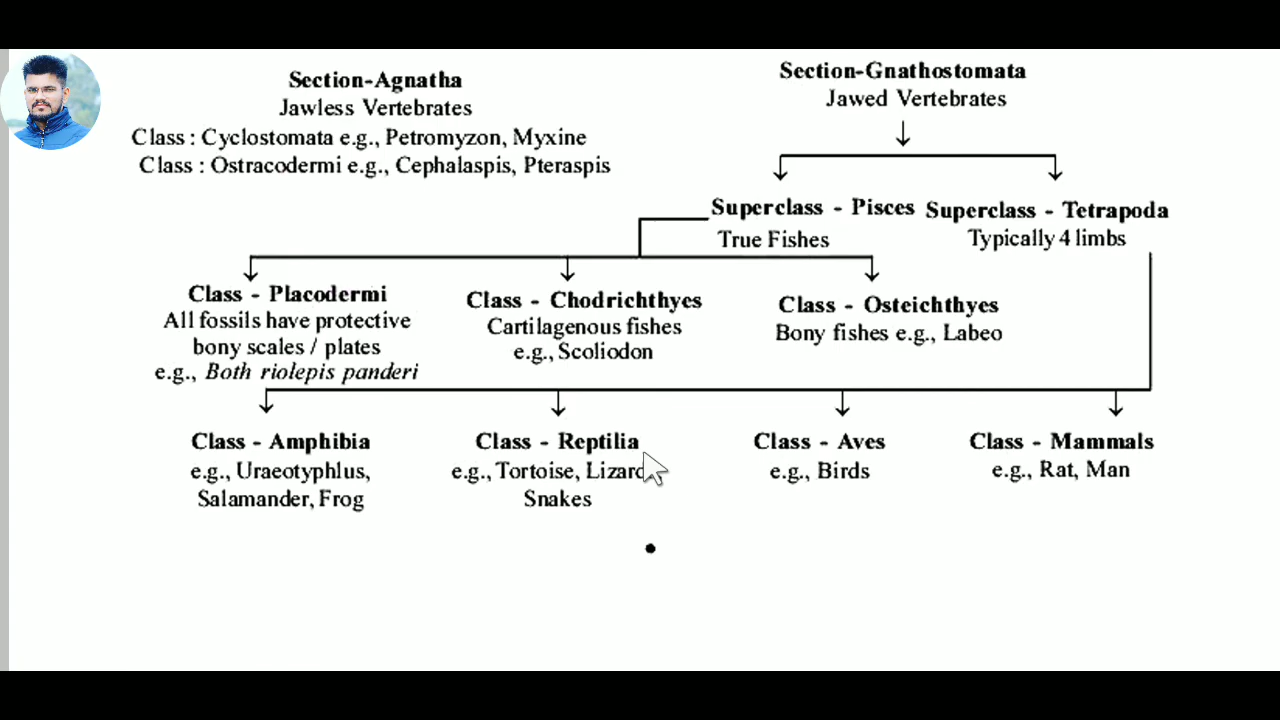 Section-Agnatha
Jawless Vertebrates
Class : Cyclostomata e.g., Petromyzon, Myxine
Class : Ostracodermi e.g., Cephalaspis, Pteraspis
Section-Gnathostomata
Jawed Vertebrates
Superclass - Pisces
True Fishes
Superclass - Tetrapoda
Typically 4 limbs
Class - Placodermi
All fossils have protective
bony scales / plates
e.g., Both riolepis panderi
Class - Chodrichthyes
Cartilagenous fishes
e.g., Scoliodon
Class - Osteichthyes
Bony fishes e.g., Labeo
Class - Amphibia
e.g., Uraeotyphlus,
Salamander, Frog
Class - Reptilia
e.g., Tortoise, Lizard
Snakes
Class - Aves
e.g., Birds
Class - Mammals
e.g., Rat, Man